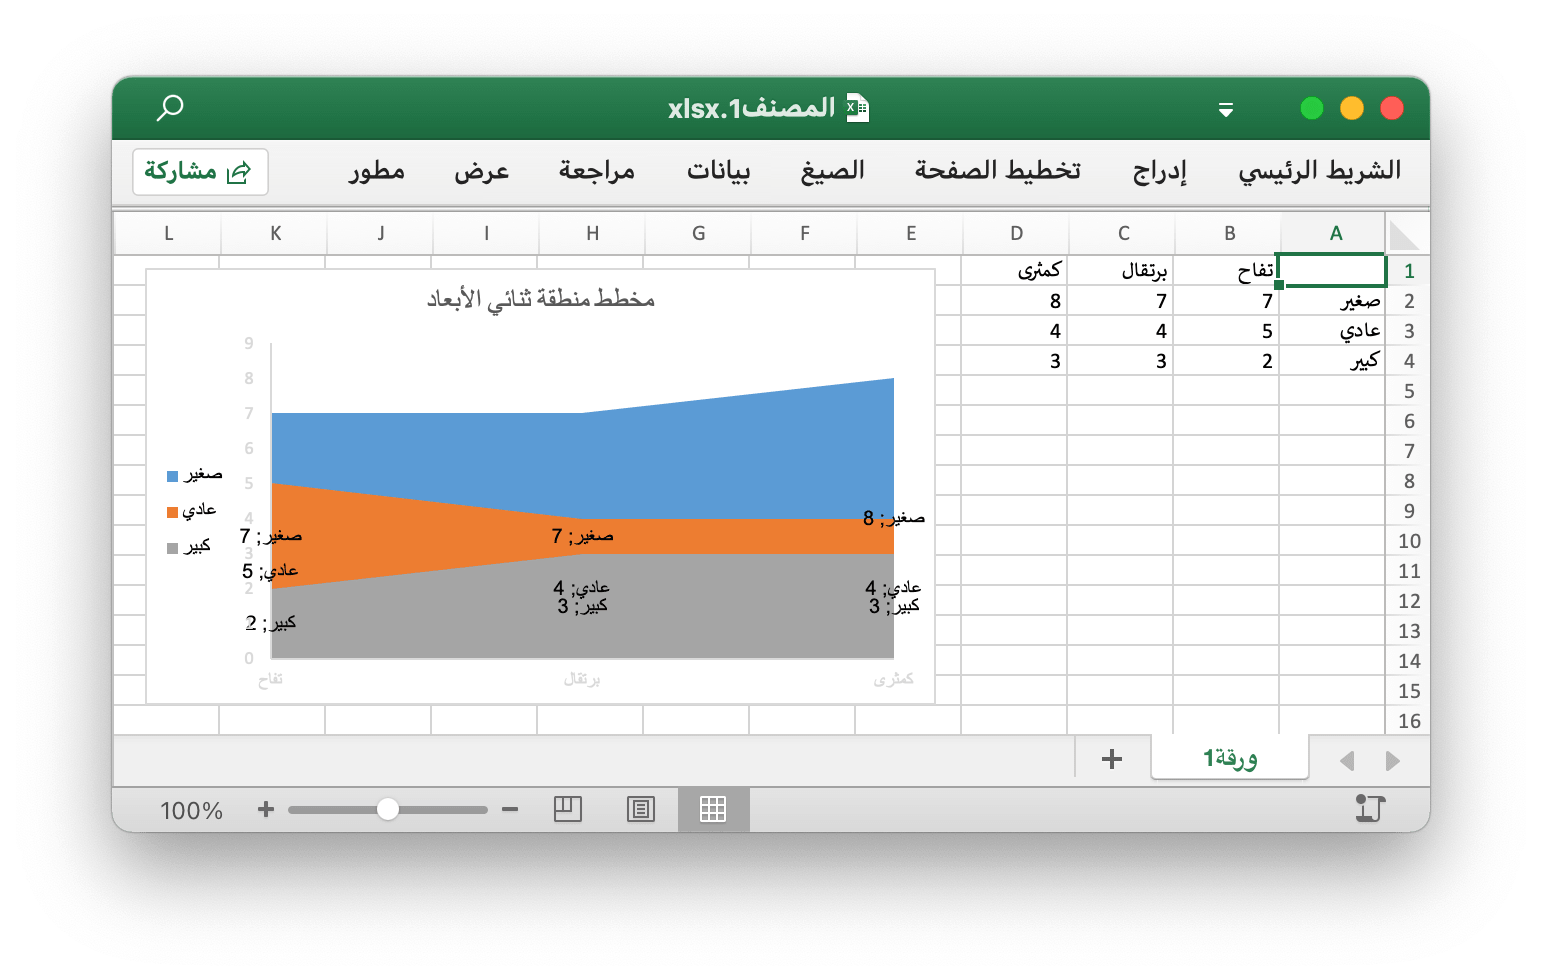 المصنف1.xlsx
الشريط الرئيسي إدراج تخطيط الصفحة الصيغ بيانات مراجعة عرض مطور مشاركة
A B C D E F G H I J K L
1 تفاح برتقال كمثرى
2 صغير 7 7 8
3 عادي 5 4 4
4 كبير 2 3 3
5
6
7
8
9
10
11
12
13
14
15
16
مخطط منطقة ثنائي الأبعاد
9
8
7
6
5
4
3
2
0
صغير
عادي
كبير
صغير; 7 صغير; 7 صغير; 8
عادي; 5 عادي; 4 عادي; 4
كبير; 2 كبير; 3 كبير; 3
تفاح برتقال كمثرى
ورقة1
100%